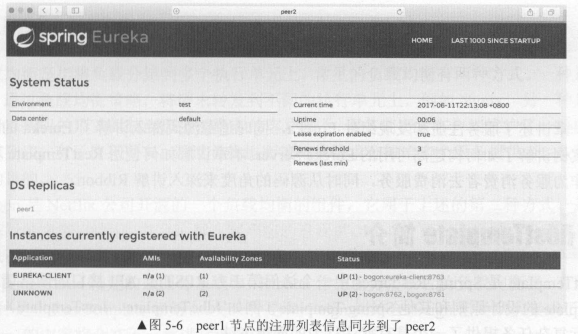 peer2
spring Eureka
HOME LAST 1000 SINCE STARTUP
System Status
Environment test Current time 2017-06-11T22:13:08 +0800
Data center default Uptime 00:06
Lease expiration enabled true
Renews threshold 3
Renews (last min) 6
DS Replicas
peer1
Instances currently registered with Eureka
Application AMIs Availability Zones Status
EUREKA-CLIENT n/a (1) (1) UP (1) - bogon:eureka-client:8763
UNKNOWN n/a (2) (2) UP (2) - bogon:8762 , bogon:8761
▲图 5-6 peer1 节点的注册列表信息同步到了 peer2